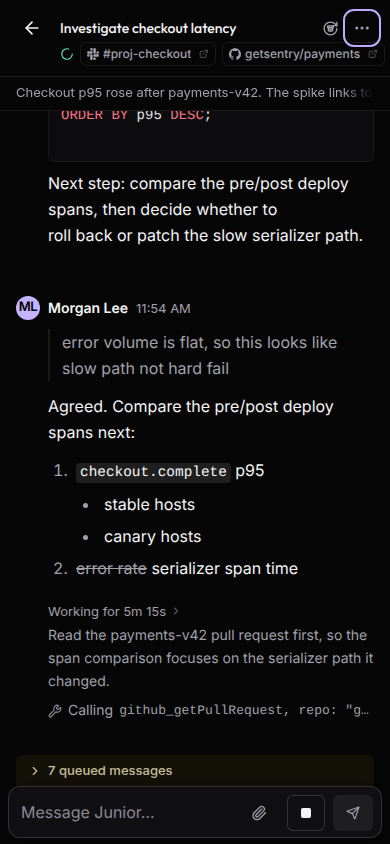 Investigate checkout latency
#proj-checkout getsentry/payments
Checkout p95 rose after payments-v42. The spike links to
ORDER BY p95 DESC;
Next step: compare the pre/post deploy
spans, then decide whether to
roll back or patch the slow serializer path.
ML Morgan Lee 11:54 AM
error volume is flat, so this looks like
slow path not hard fail
Agreed. Compare the pre/post deploy
spans next:
1. checkout.complete p95
• stable hosts
• canary hosts
2. error rate serializer span time
Working for 5m 15s
Read the payments-v42 pull request first, so the
span comparison focuses on the serializer path it
changed.
Calling github_getPullRequest, repo: "g…
7 queued messages
Message Junior...